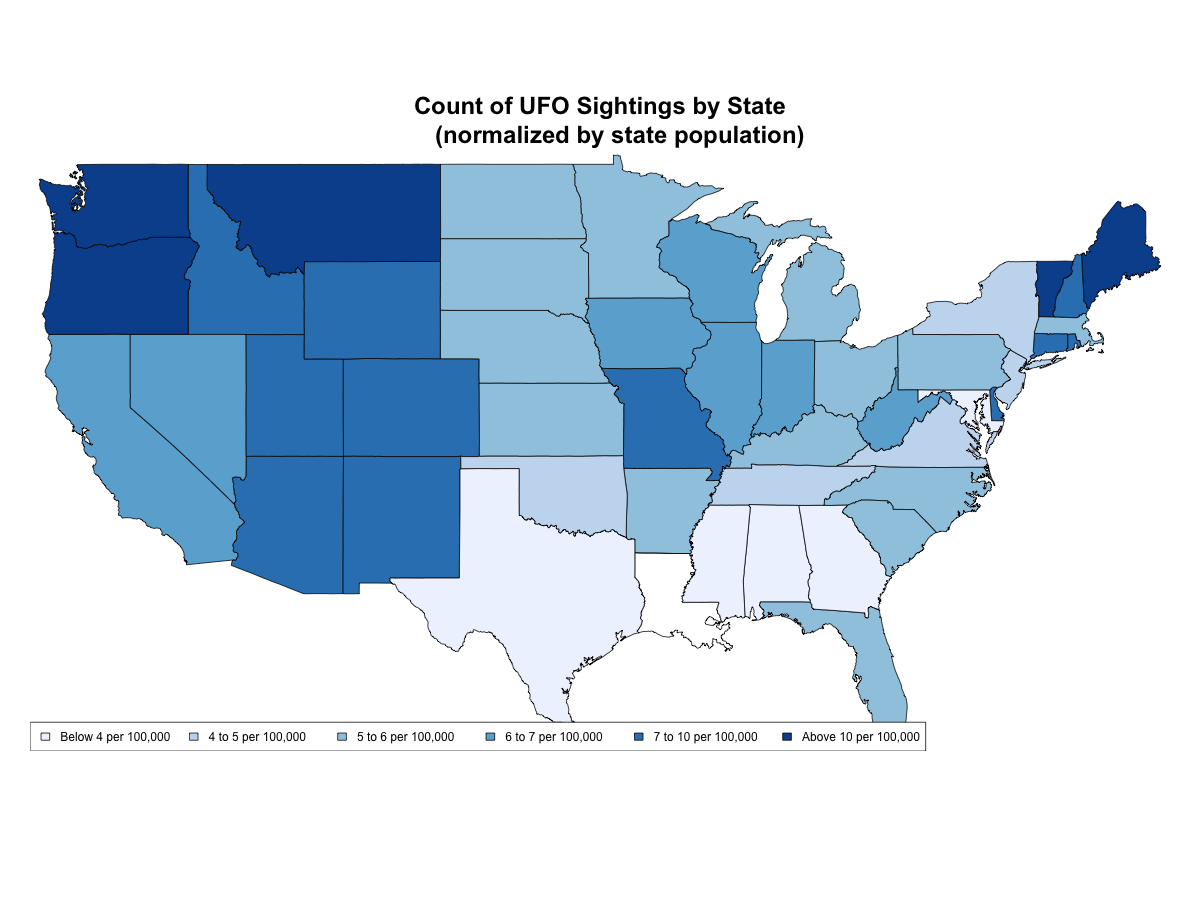 Count of UFO Sightings by State
(normalized by state population)
Below 4 per 100,000 4 to 5 per 100,000 5 to 6 per 100,000 6 to 7 per 100,000 7 to 10 per 100,000 Above 10 per 100,000